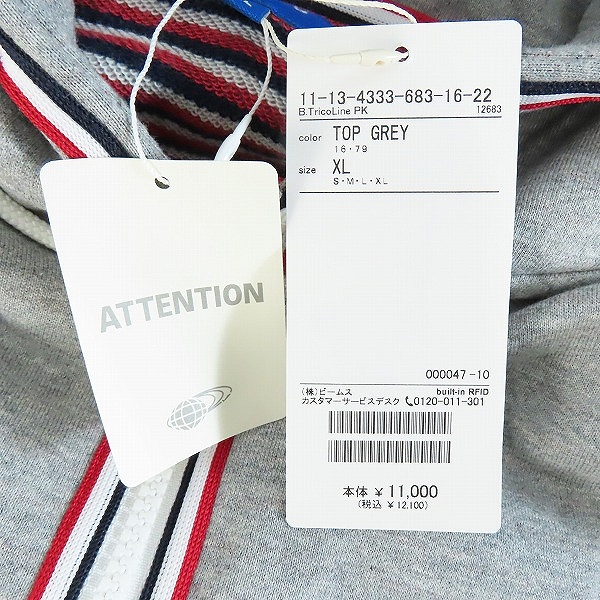 ATTENTION
11-13-4333-683-16-22
B.TricoLine PK 12683
color TOP GREY
16・79
size XL
S・M・L・XL
000047-10
(株)ビームス built-in RFID
カスタマーサービスデスク 📞0120-011-301
本体 ¥ 11,000
(税込 ¥ 12,100)